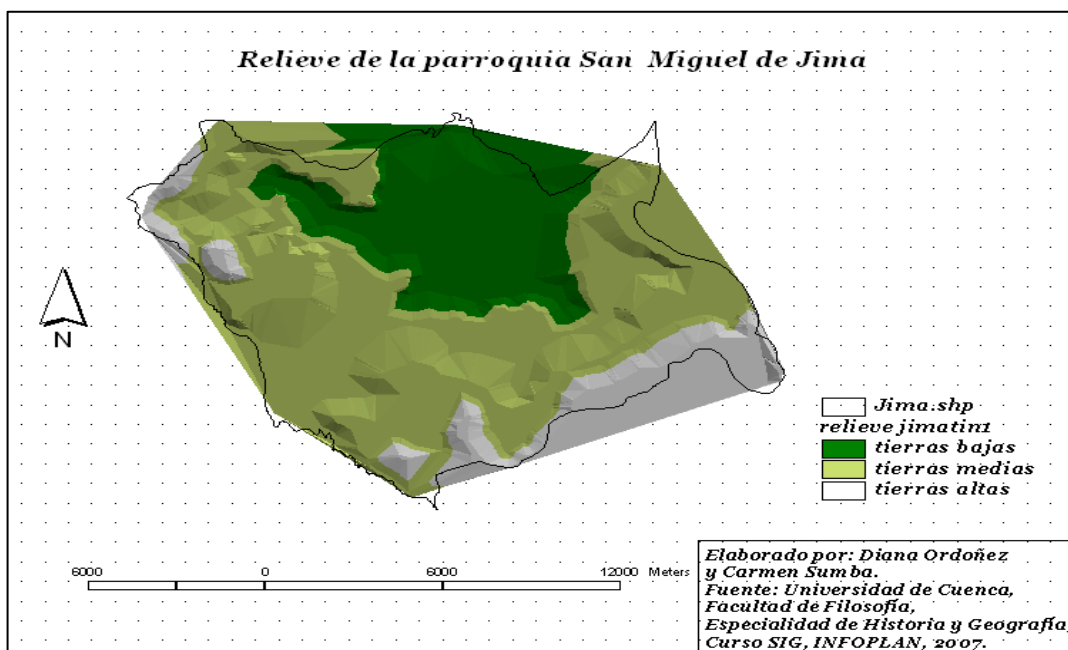 Relieve de la parroquia San Miguel de Jima
N
Jima.shp
relieve jimatin1
tierras bajas
tierras medias
tierras altas
6000 0 6000 12000 Meters
Elaborado por: Diana Ordoñez
y Carmen Sumba.
Fuente: Universidad de Cuenca,
Facultad de Filosofía,
Especialidad de Historia y Geografía,
Curso SIG, INFOPLAN, 2007.